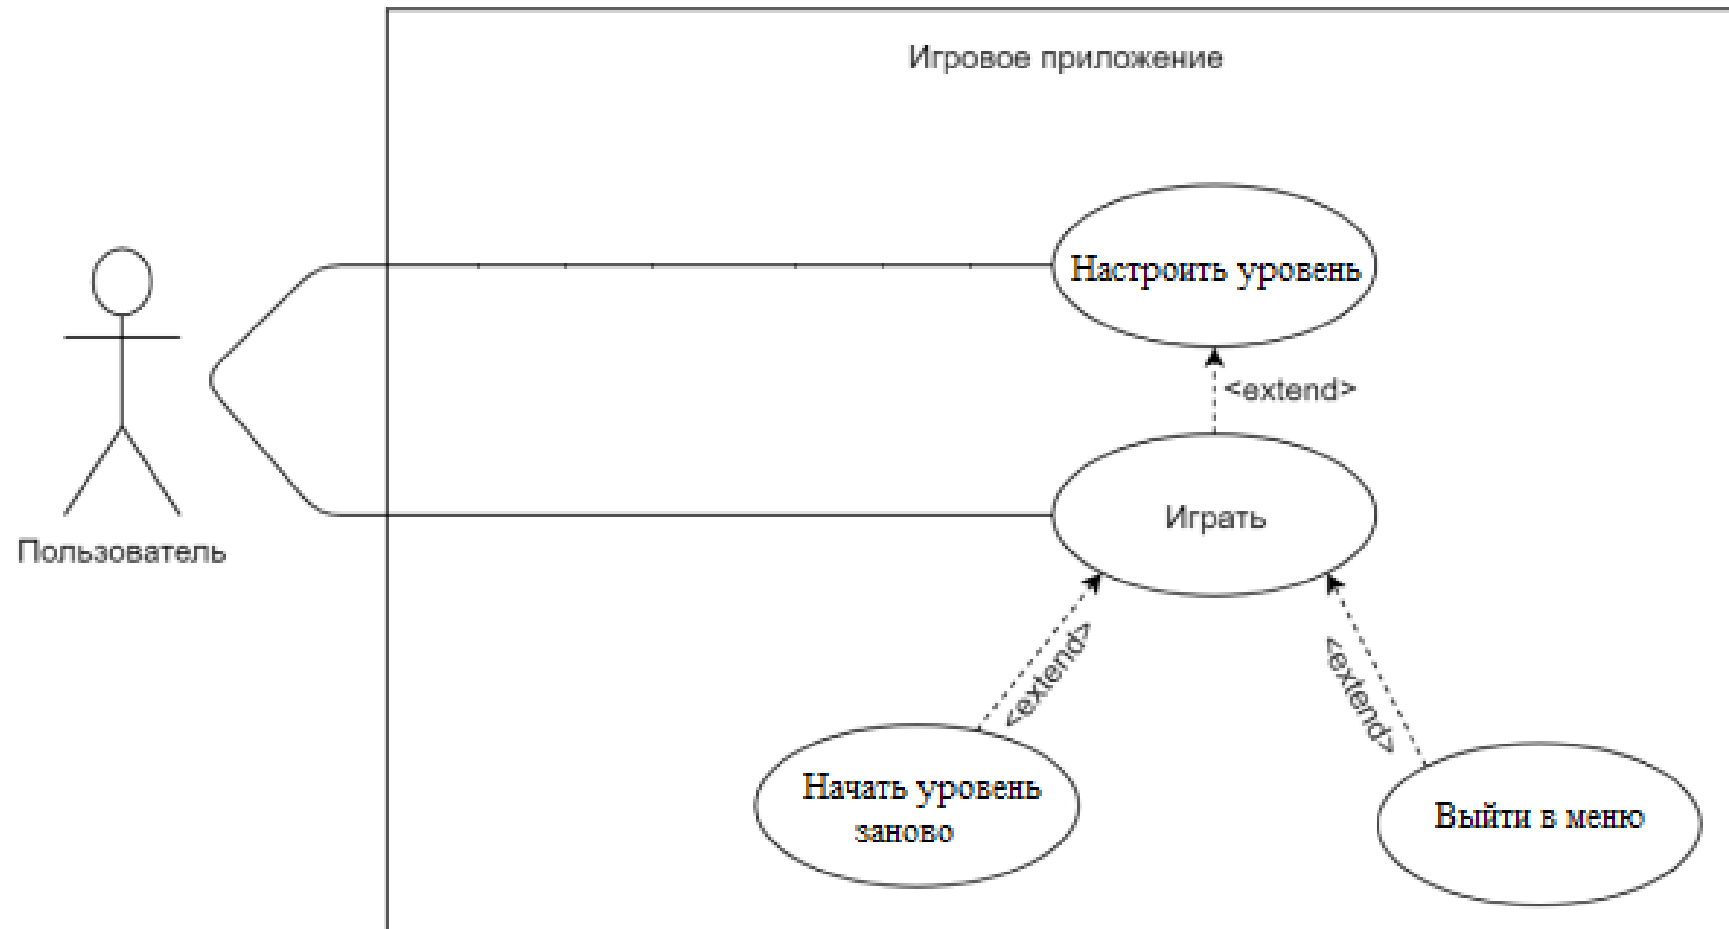 Игровое приложение
Настроить уровень
<extend>
Играть
Пользователь
<extend>
<extend>
Начать уровень
заново
Выйти в меню